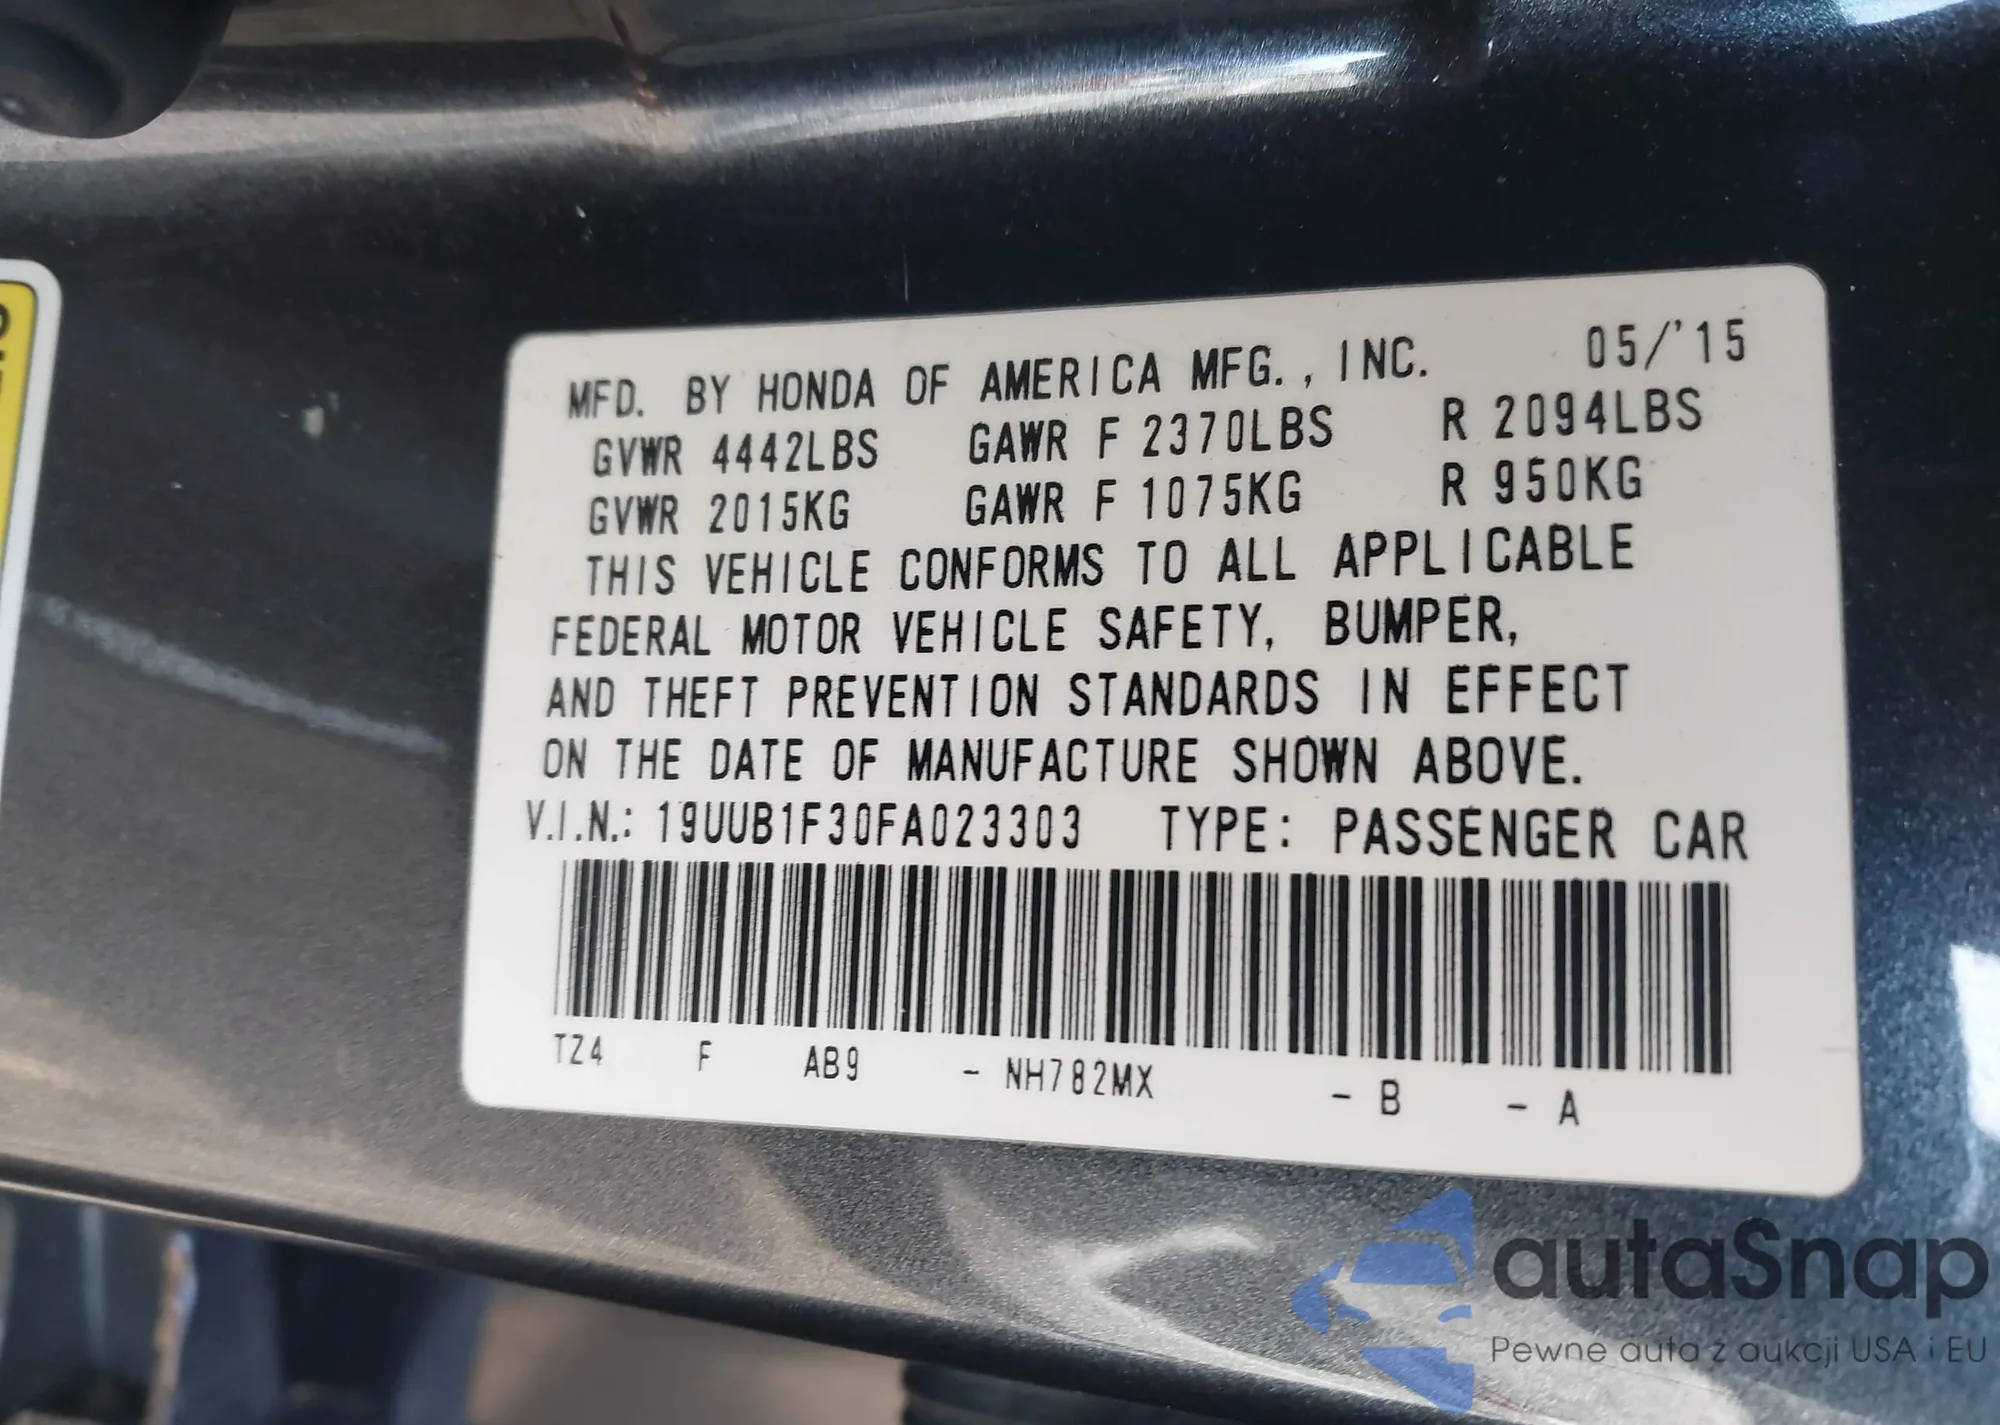 MFD. BY HONDA OF AMERICA MFG., INC. 05/'15
GVWR 4442LBS GAWR F 2370LBS R 2094LBS
GVWR 2015KG GAWR F 1075KG R 950KG
THIS VEHICLE CONFORMS TO ALL APPLICABLE
FEDERAL MOTOR VEHICLE SAFETY, BUMPER,
AND THEFT PREVENTION STANDARDS IN EFFECT
ON THE DATE OF MANUFACTURE SHOWN ABOVE.
V.I.N.: 19UUB1F30FA023303 TYPE: PASSENGER CAR
TZ4 F AB9 - NH782MX - B - A
autaSnap
Pewne auta z aukcji USA i EU